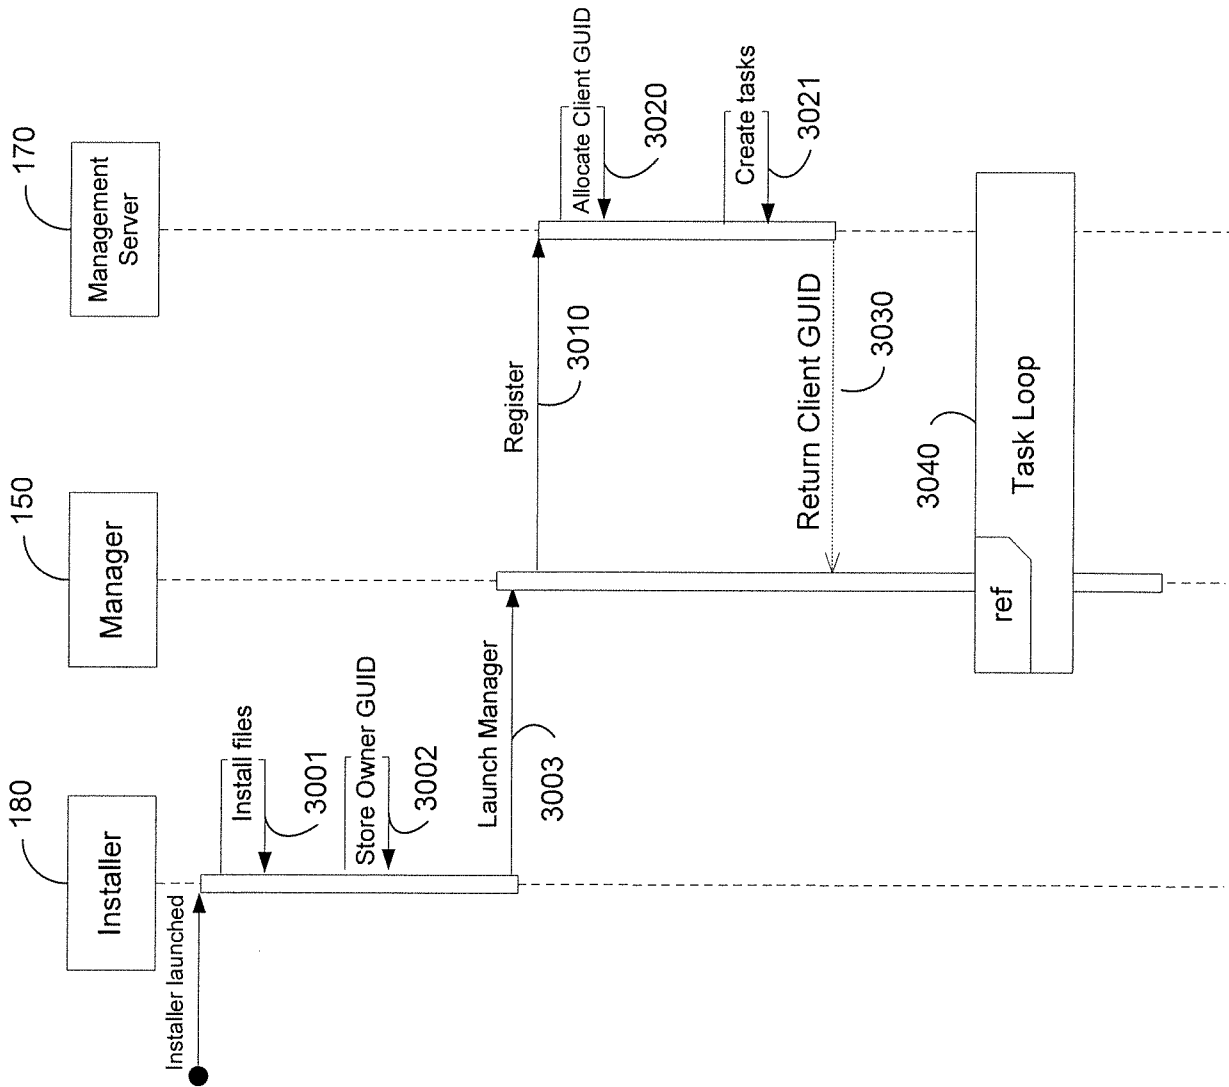 180
Installer
150
Manager
170
Management
Server
Installer launched
Install files
3001
Store Owner GUID
3002
Launch Manager
3003
Register
3010
Allocate Client GUID
3020
Create tasks
3021
Return Client GUID
3030
3040
ref
Task Loop